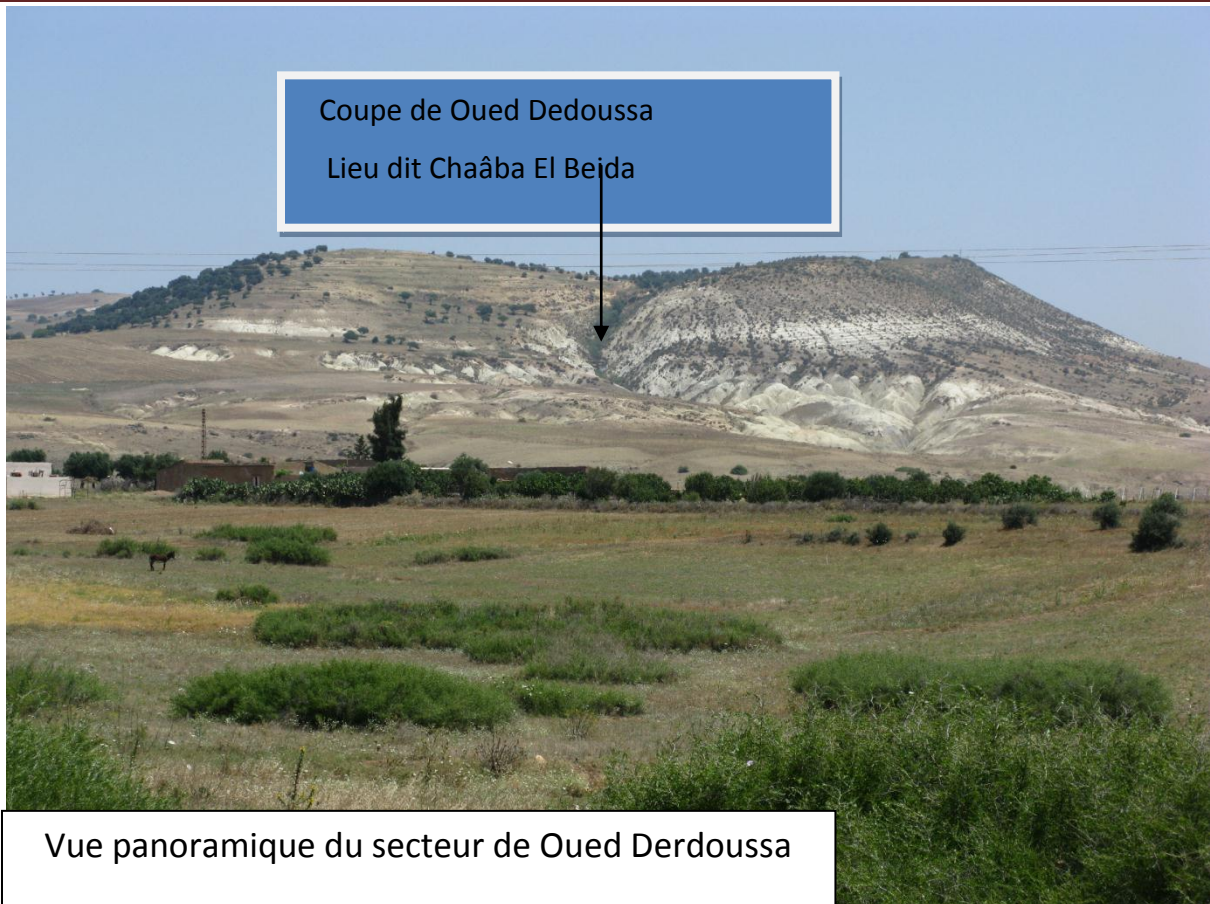 Coupe de Oued Dedoussa
Lieu dit Chaâba El Beida
Vue panoramique du secteur de Oued Derdoussa